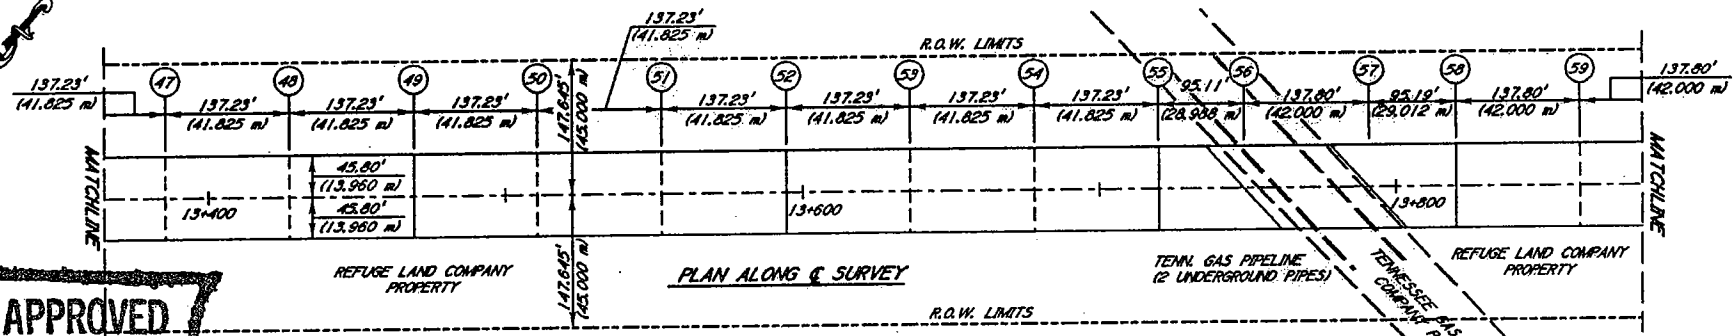 137.23'
(41.825 m)
R.O.W. LIMITS
137.23'
(41.825 m)
47
48
49
50
51
52
53
54
55
56
57
58
59
137.80'
(42.000 m)
137.23'
(41.825 m)
137.23'
(41.825 m)
137.23'
(41.825 m)
147.645'
(45.000 m)
137.23'
(41.825 m)
137.23'
(41.825 m)
137.23'
(41.825 m)
137.23'
(41.825 m)
95.11'
(28.988 m)
137.80'
(42.000 m)
95.19'
(29.012 m)
137.80'
(42.000 m)
MATCHLINE
45.80'
(13.960 m)
13+400
45.80'
(13.960 m)
13+600
13+800
MATCHLINE
REFUGE LAND COMPANY
PROPERTY
147.645'
(45.000 m)
PLAN ALONG ℄ SURVEY
TENN. GAS PIPELINE
(2 UNDERGROUND PIPES)
TENNESSEE GAS
COMPANY
REFUGE LAND COMPANY
PROPERTY
APPROVED
R.O.W. LIMITS